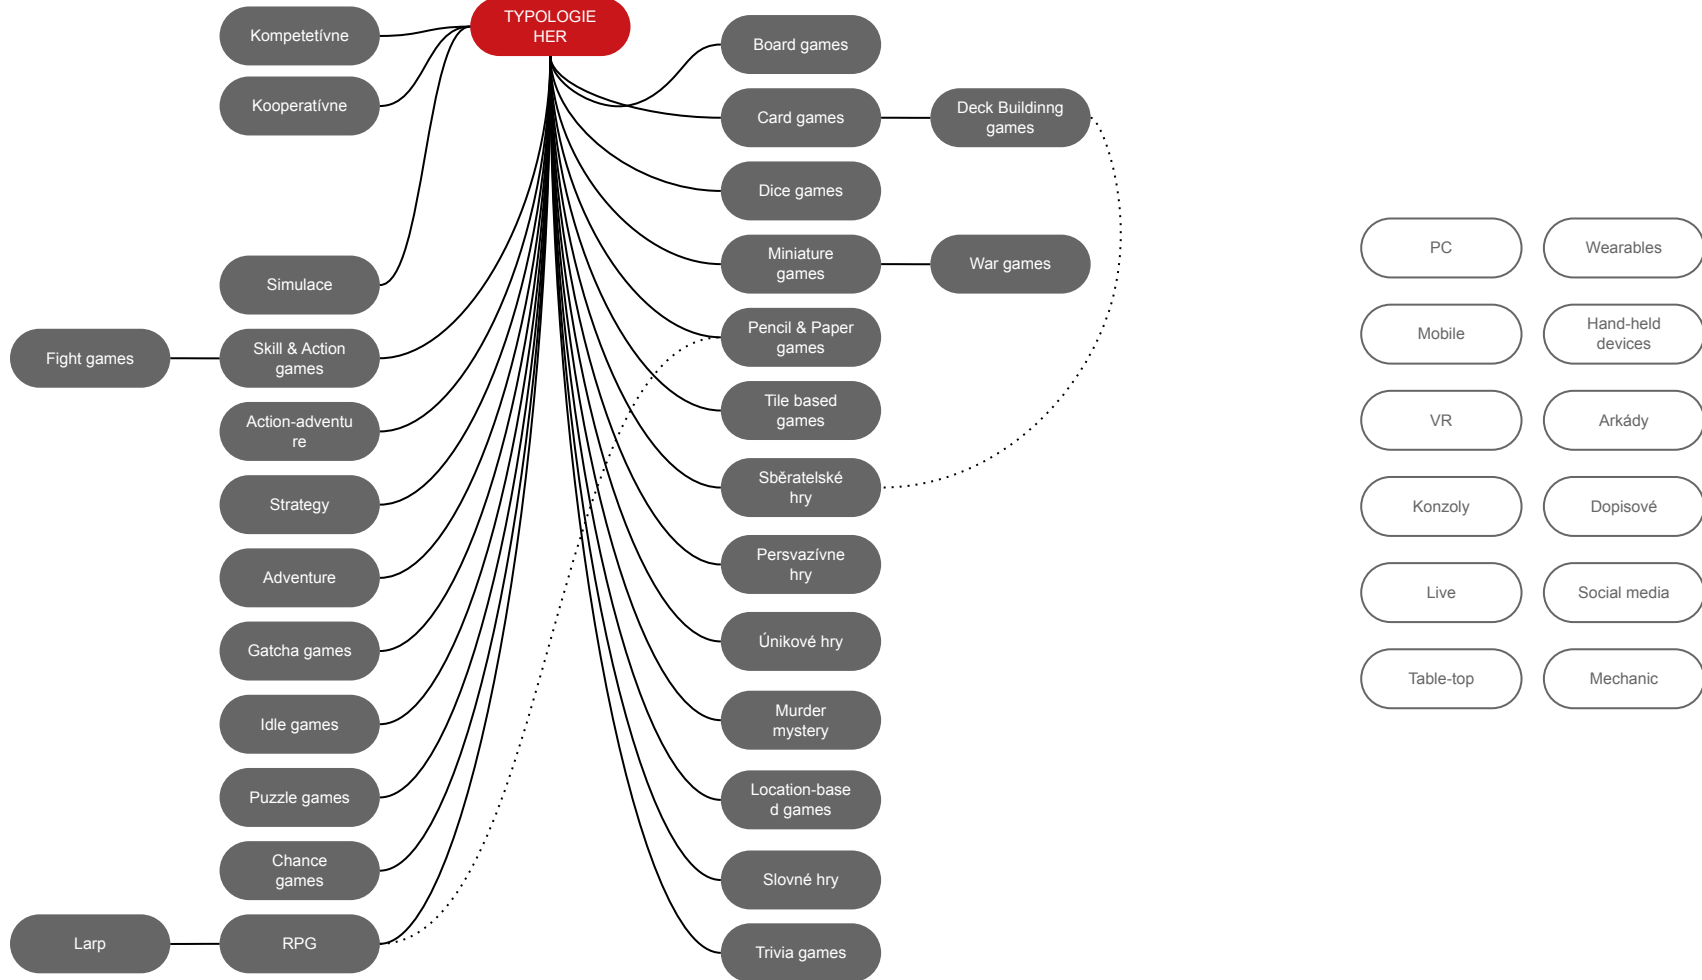 TYPOLOGIE
HER
Kompetetívne
Kooperatívne
Simulace
Fight games
Skill & Action
games
Action-adventu
re
Strategy
Adventure
Gatcha games
Idle games
Puzzle games
Chance
games
Larp
RPG
Board games
Card games
Deck Buildinng
games
Dice games
Miniature
games
War games
Pencil & Paper
games
Tile based
games
Sběratelské
hry
Persvazívne
hry
Únikové hry
Murder
mystery
Location-base
d games
Slovné hry
Trivia games
PC
Wearables
Mobile
Hand-held
devices
VR
Arkády
Konzoly
Dopisové
Live
Social media
Table-top
Mechanic